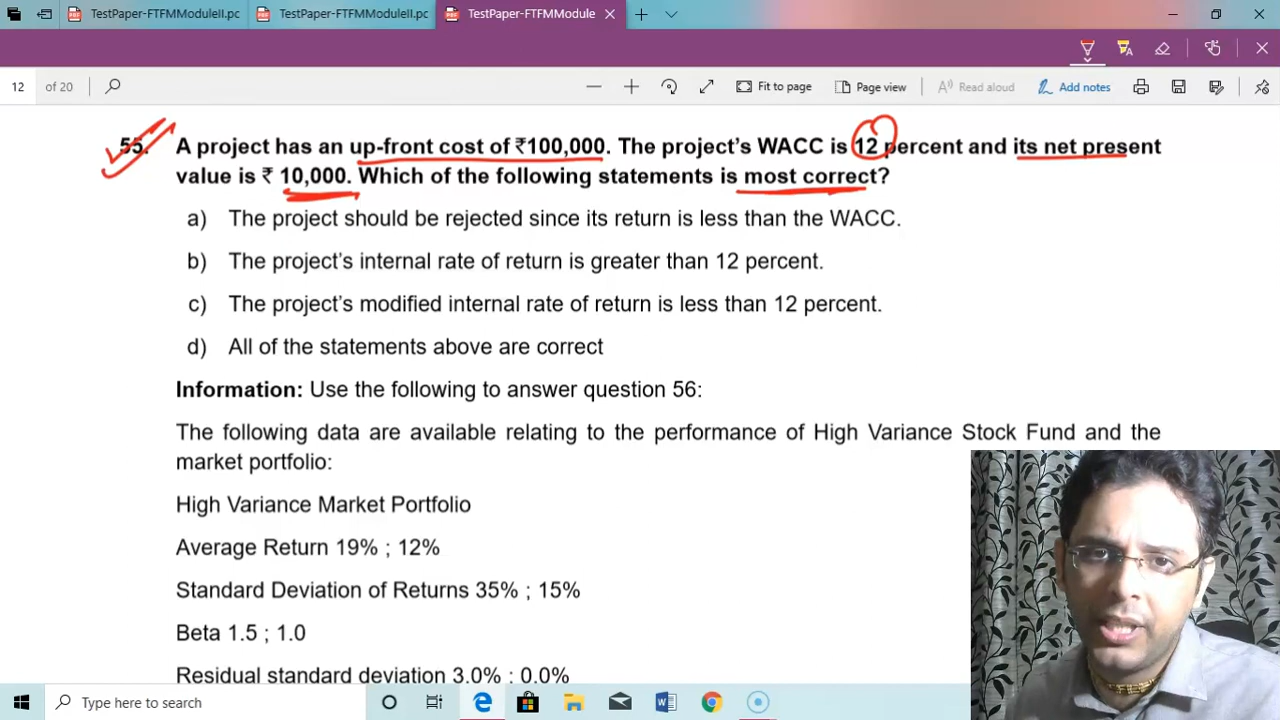 TestPaper-FTFMModuleII.pc
TestPaper-FTFMModuleII.pc
TestPaper-FTFMModule
12 of 20
Fit to page
Page view
Read aloud
Add notes
55. A project has an up-front cost of ₹100,000. The project's WACC is 12 percent and its net present
value is ₹ 10,000. Which of the following statements is most correct?
a) The project should be rejected since its return is less than the WACC.
b) The project's internal rate of return is greater than 12 percent.
c) The project's modified internal rate of return is less than 12 percent.
d) All of the statements above are correct
Information: Use the following to answer question 56:
The following data are available relating to the performance of High Variance Stock Fund and the
market portfolio:
High Variance Market Portfolio
Average Return 19% ; 12%
Standard Deviation of Returns 35% ; 15%
Beta 1.5 ; 1.0
Residual standard deviation 3.0% ; 0.0%
Type here to search